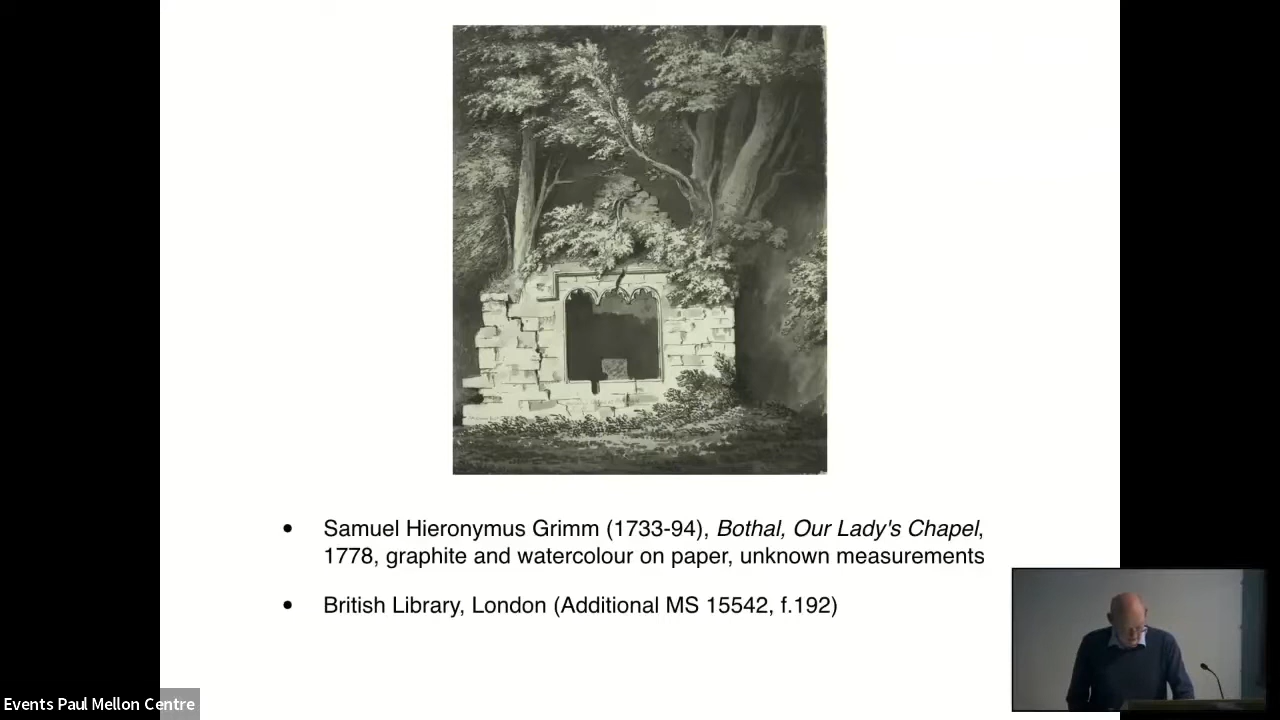 • Samuel Hieronymus Grimm (1733-94), Bothal, Our Lady's Chapel,
1778, graphite and watercolour on paper, unknown measurements
• British Library, London (Additional MS 15542, f.192)
Events Paul Mellon Centre